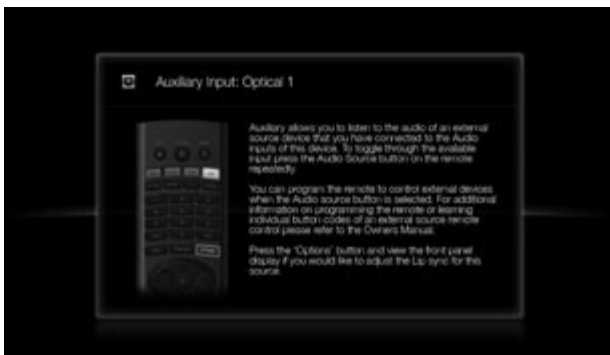 Auxiliary Input: Optical 1
Auxiliary allows you to listen to the audio of an external
source device that you have connected to the Audio
inputs of this device. To toggle through the available
input press the Audio Source button on the remote
repeatedly.
You can program the remote to control external devices
when the Audio source button is selected. For additional
information on programming the remote or learning
individual button codes of an external source remote
control please refer to the Owners Manual.
Press the 'Options' button and view the front panel
display if you would like to adjust the Lip sync for this
source.